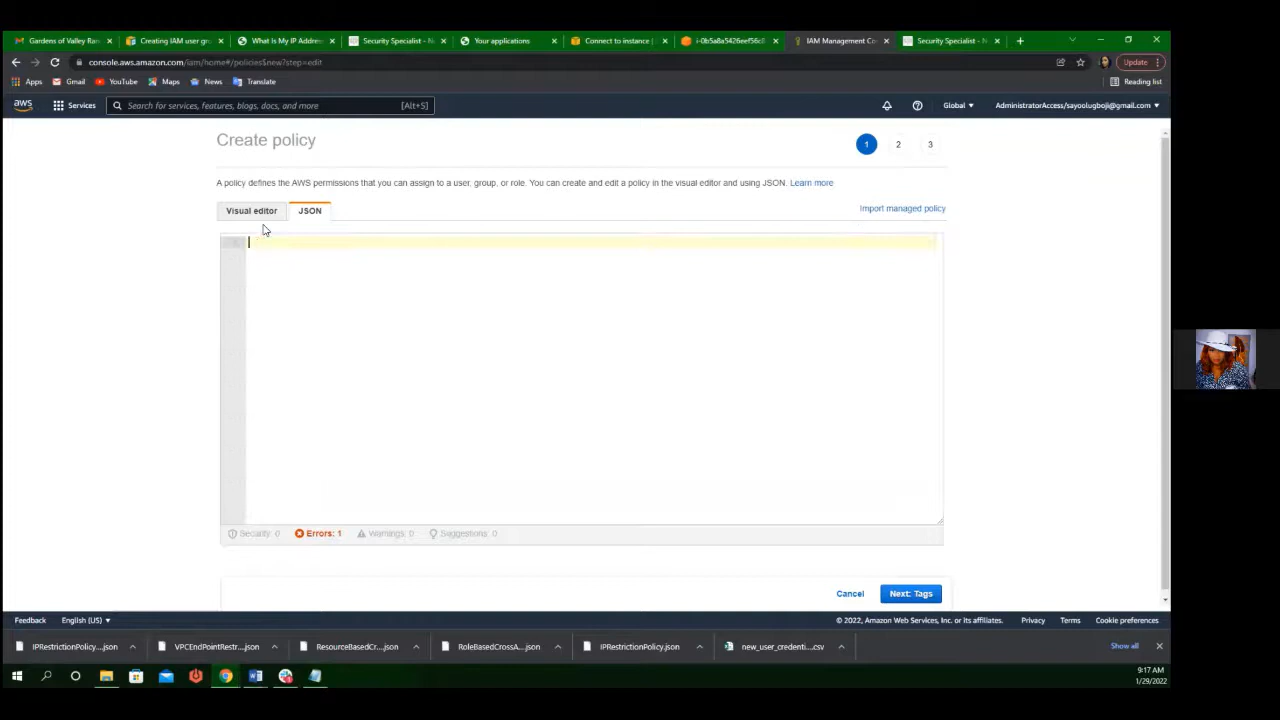 Gardens of Valley Ran
Creating IAM user gr
What Is My IP Addres
Security Specialist - N
Your applications
Connect to instance |
i-0b5a8a5426eef56c8
IAM Management Co
Security Specialist - N
console.aws.amazon.com/iam/home#/policies$new?step=edit
Update
Apps
Gmail
YouTube
Maps
News
Translate
Reading list
aws
Services
Search for services, features, blogs, docs, and more
[Alt+S]
Global
AdministratorAccess/sayoolugboji@gmail.com
Create policy
1
2
3
A policy defines the AWS permissions that you can assign to a user, group, or role. You can create and edit a policy in the visual editor and using JSON. Learn more
Visual editor
JSON
Import managed policy
Security: 0
Errors: 1
Warnings: 0
Suggestions: 0
Cancel
Next: Tags
Feedback
English (US)
© 2022, Amazon Web Services, Inc. or its affiliates.
Privacy
Terms
Cookie preferences
IPRestrictionPolicy....json
VPCEndPointRestr....json
ResourceBasedCr....json
RoleBasedCrossA....json
IPRestrictionPolicy.json
new_user_credenti....csv
Show all
9:17 AM
1/29/2022